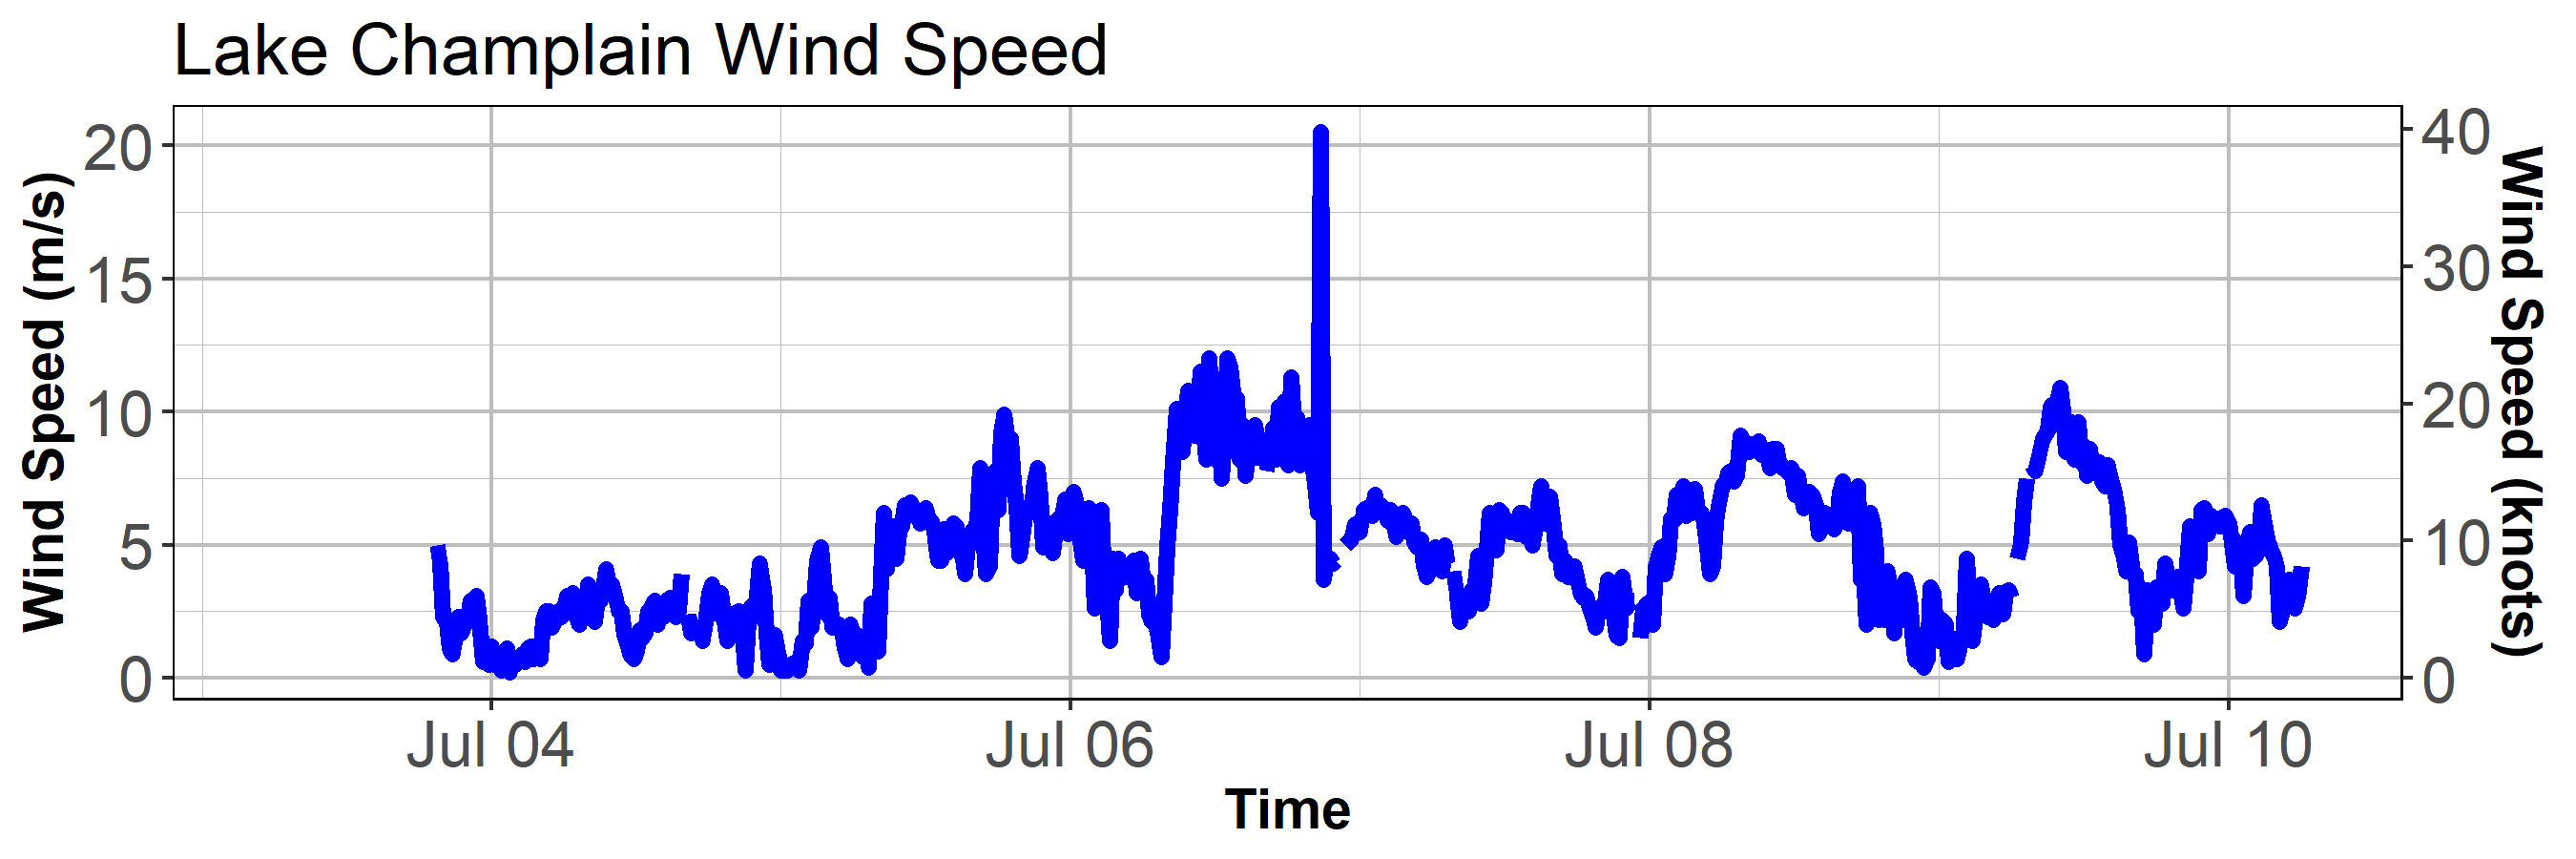 Lake Champlain Wind Speed
Wind Speed (m/s)
20
15
10
5
0
40
30
20
10
0
Wind Speed (knots)
Jul 04
Jul 06
Jul 08
Jul 10
Time